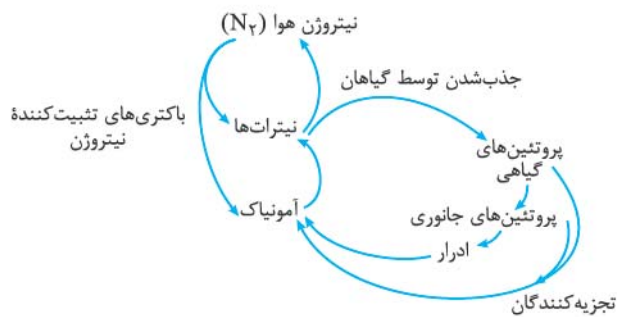 نیتروژن هوا (N۲)
جذب‌شدن توسط گیاهان
باکتری‌های تثبیت‌کنندهٔ
نیتروژن
نیترات‌ها
پروتئین‌های
گیاهی
آمونیاک
پروتئین‌های جانوری
ادرار
تجزیه‌کنندگان